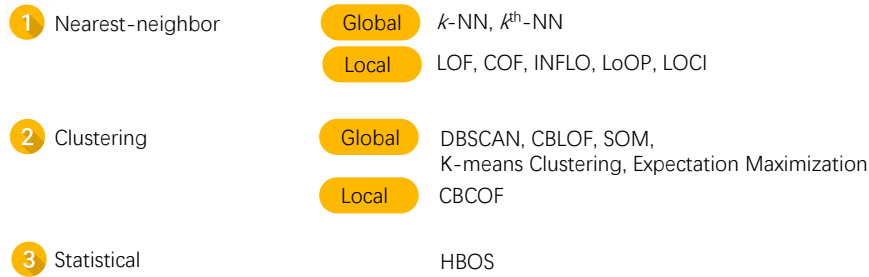 1 Nearest-neighbor Global k-NN, kth-NN
Local LOF, COF, INFLO, LoOP, LOCI
2 Clustering Global DBSCAN, CBLOF, SOM,
K-means Clustering, Expectation Maximization
Local CBCOF
3 Statistical HBOS